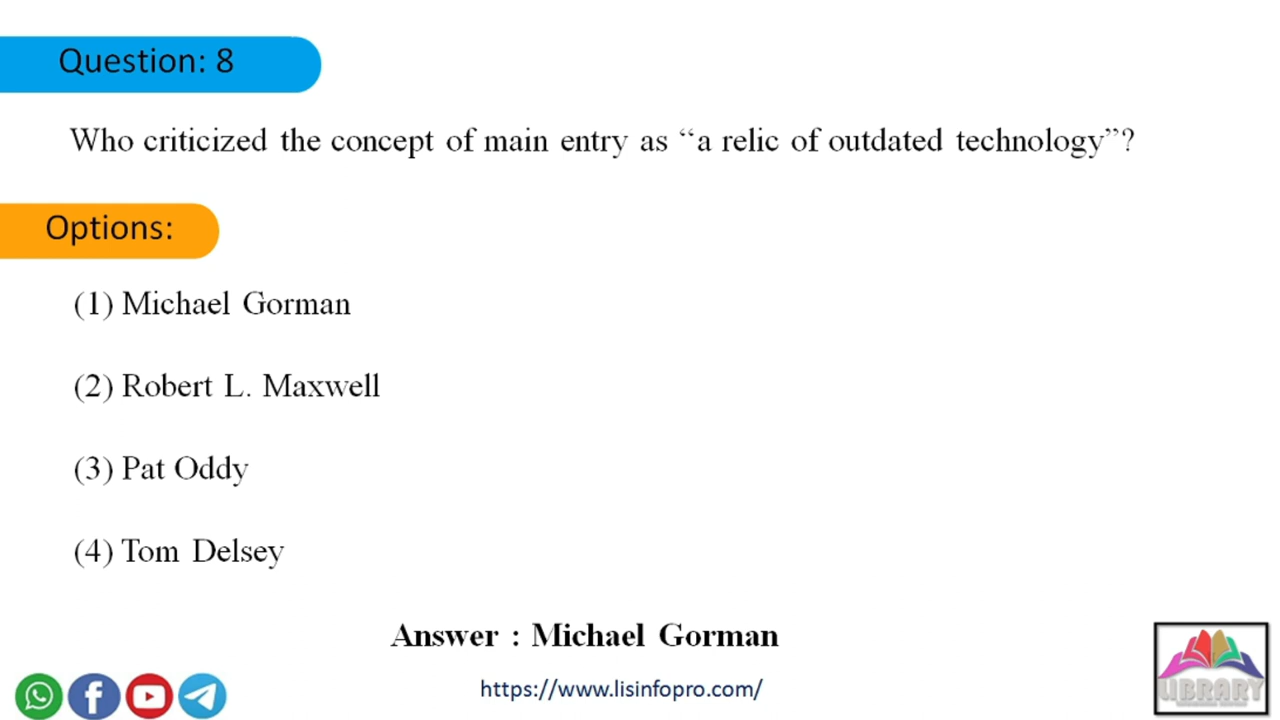 Question: 8
Who criticized the concept of main entry as “a relic of outdated technology”?
Options:
(1) Michael Gorman
(2) Robert L. Maxwell
(3) Pat Oddy
(4) Tom Delsey
Answer : Michael Gorman
https://www.lisinfopro.com/
LIBRARY